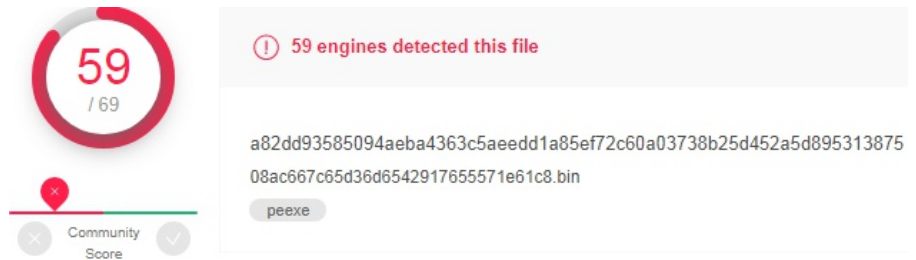 59
/ 69
Community
Score
59 engines detected this file
a82dd93585094aeba4363c5aeedd1a85ef72c60a03738b25d452a5d895313875
08ac667c65d36d6542917655571e61c8.bin
peexe